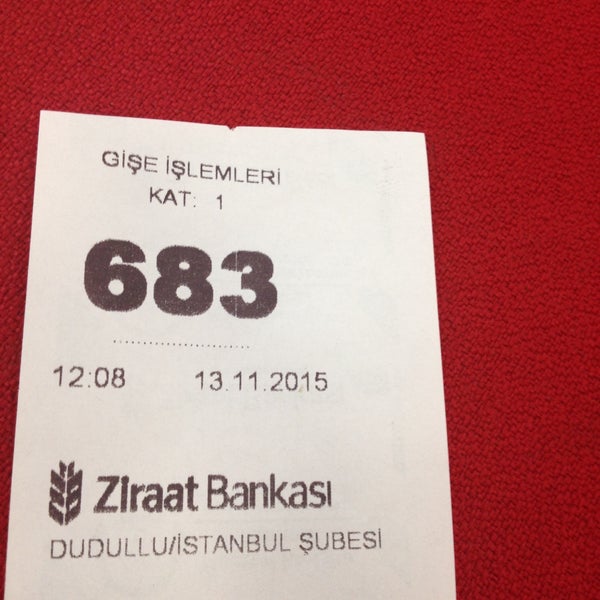 GİŞE İŞLEMLERİ
KAT: 1
683
12:08 13.11.2015
Ziraat Bankası
DUDULLU/İSTANBUL ŞUBESİ